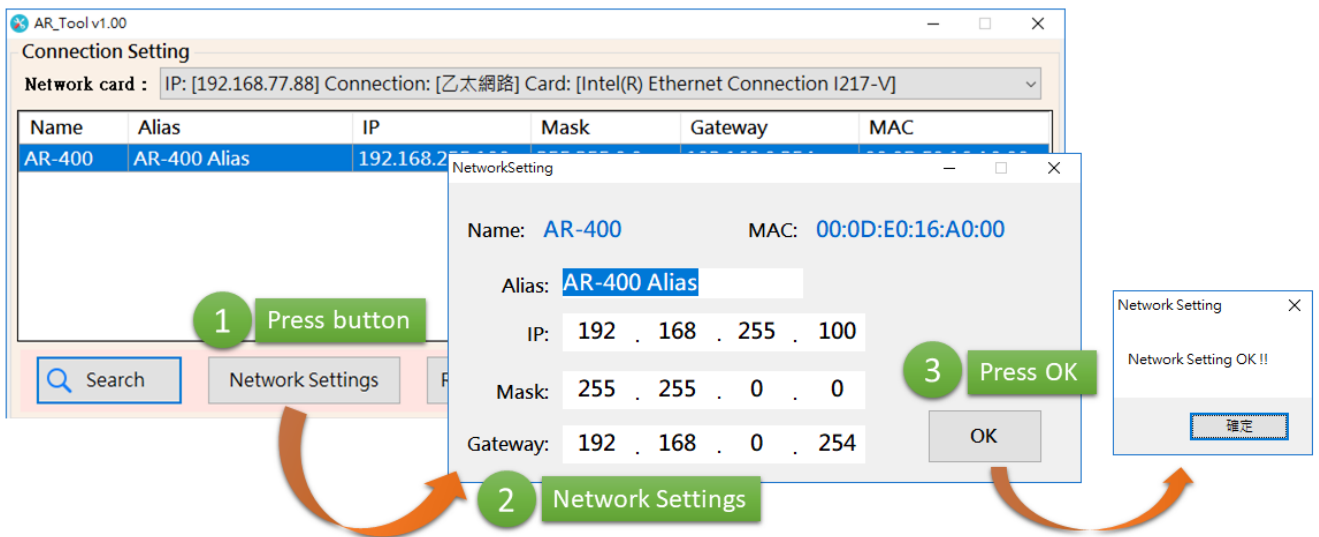 AR_Tool v1.00
Connection Setting
Network card : IP: [192.168.77.88] Connection: [乙太網路] Card: [Intel(R) Ethernet Connection I217-V]
Name Alias IP Mask Gateway MAC
AR-400 AR-400 Alias
NetworkSetting
Name: AR-400 MAC: 00:0D:E0:16:A0:00
Alias: AR-400 Alias
IP: 192 . 168 . 255 . 100
Mask: 255 . 255 . 0 . 0
Gateway: 192 . 168 . 0 . 254
OK
1 Press button
Search Network Settings
2 Network Settings
3 Press OK
Network Setting
Network Setting OK !!
確定